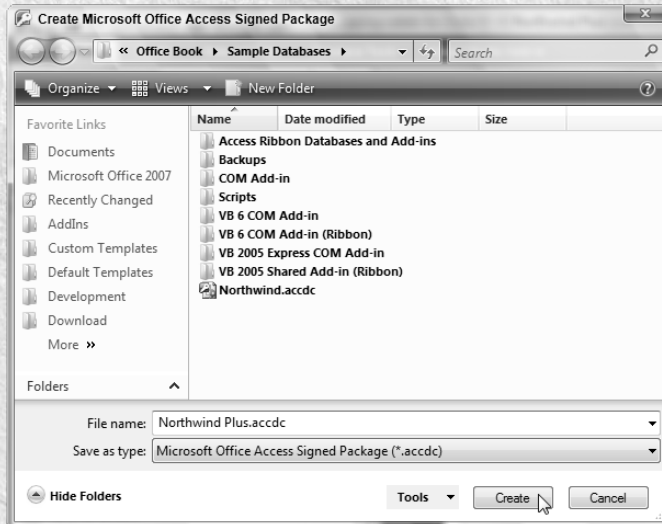 Create Microsoft Office Access Signed Package
« Office Book Sample Databases Search
Organize Views New Folder
Favorite Links
Documents
Microsoft Office 2007
Recently Changed
AddIns
Custom Templates
Default Templates
Development
Download
More »
Folders
Name Date modified Type Size
Access Ribbon Databases and Add-ins
Backups
COM Add-in
Scripts
VB 6 COM Add-in
VB 6 COM Add-in (Ribbon)
VB 2005 Express COM Add-in
VB 2005 Shared Add-in (Ribbon)
Northwind.accdc
File name: Northwind Plus.accdc
Save as type: Microsoft Office Access Signed Package (*.accdc)
Hide Folders Tools Create Cancel